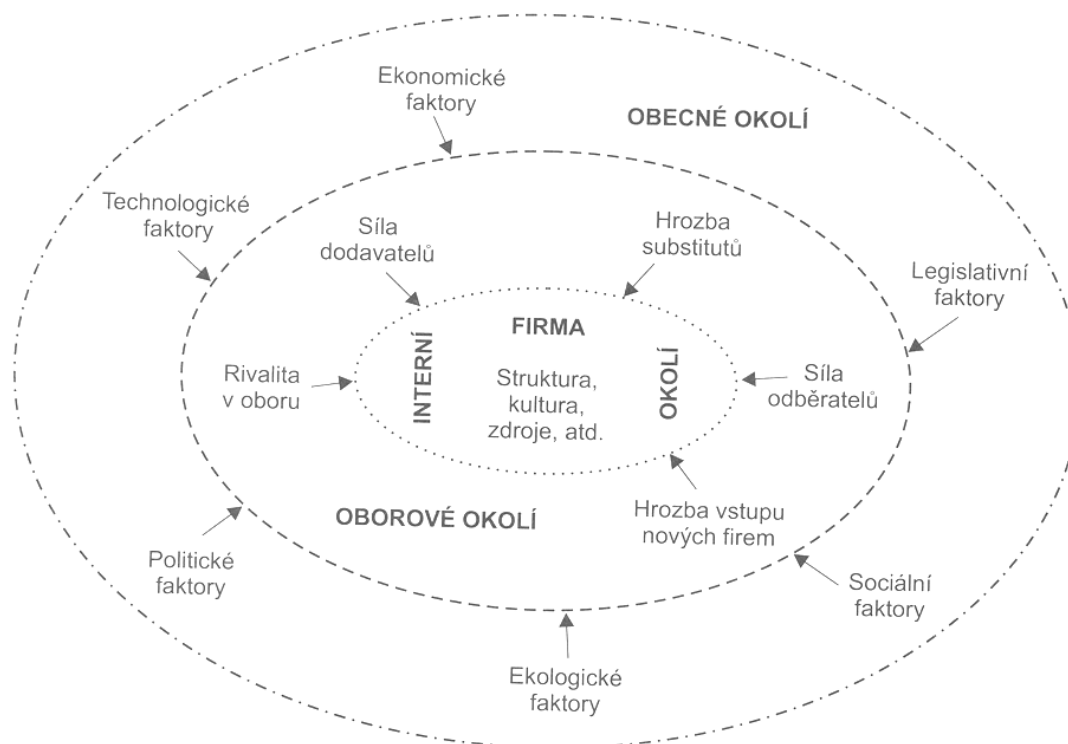 Ekonomické
faktory
OBECNÉ OKOLÍ
Technologické
faktory
Síla
dodavatelů
Hrozba
substitutů
Legislativní
faktory
FIRMA
INTERNÍ
OKOLÍ
Struktura,
kultura,
zdroje, atd.
Rivalita
v oboru
Síla
odběratelů
OBOROVÉ OKOLÍ
Hrozba vstupu
nových firem
Politické
faktory
Sociální
faktory
Ekologické
faktory